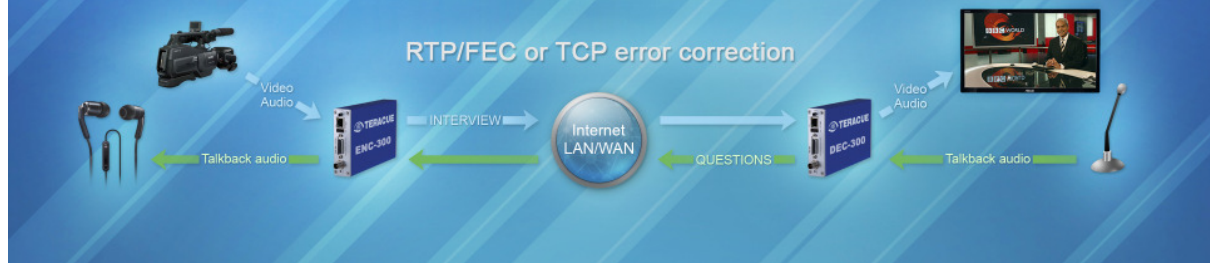 RTP/FEC or TCP error correction
Video
Audio
TERACUE
ENC-300
INTERVIEW
Internet
LAN/WAN
TERACUE
DEC-300
Video
Audio
BBC WORLD
Talkback audio
QUESTIONS
Talkback audio